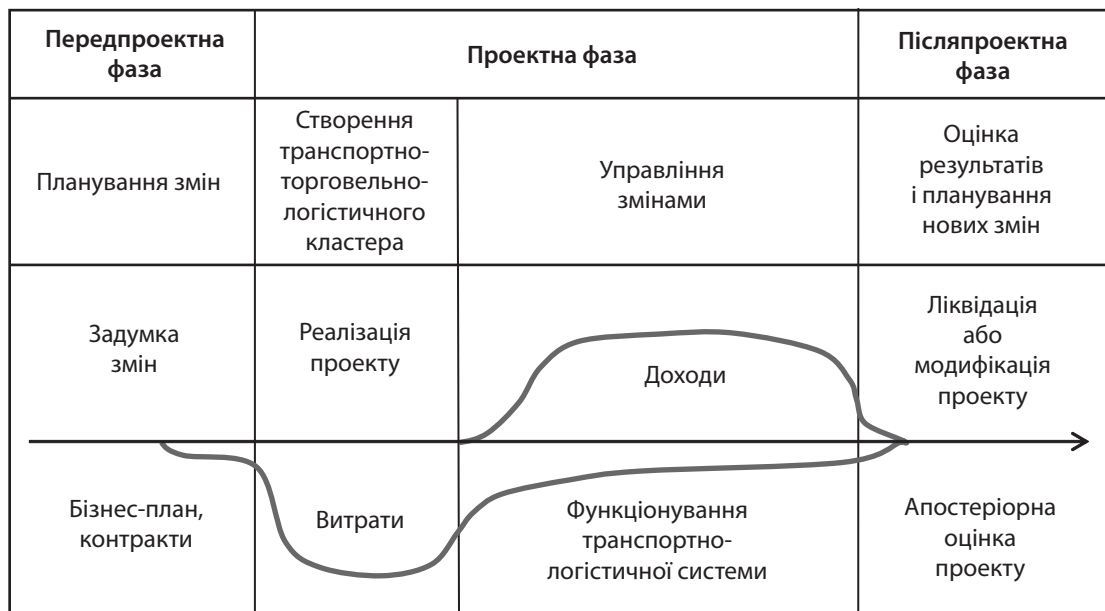 Передпроектна
фаза
Проектна фаза
Післяпроектна
фаза
Планування змін
Створення
транспортно-
торговельно-
логістичного
кластера
Управління
змінами
Оцінка
результатів
і планування
нових змін
Задумка
змін
Реалізація
проекту
Доходи
Ліквідація
або
модифікація
проекту
Бізнес-план,
контракти
Витрати
Функціонування
транспортно-
логістичної системи
Апостеріорна
оцінка
проекту